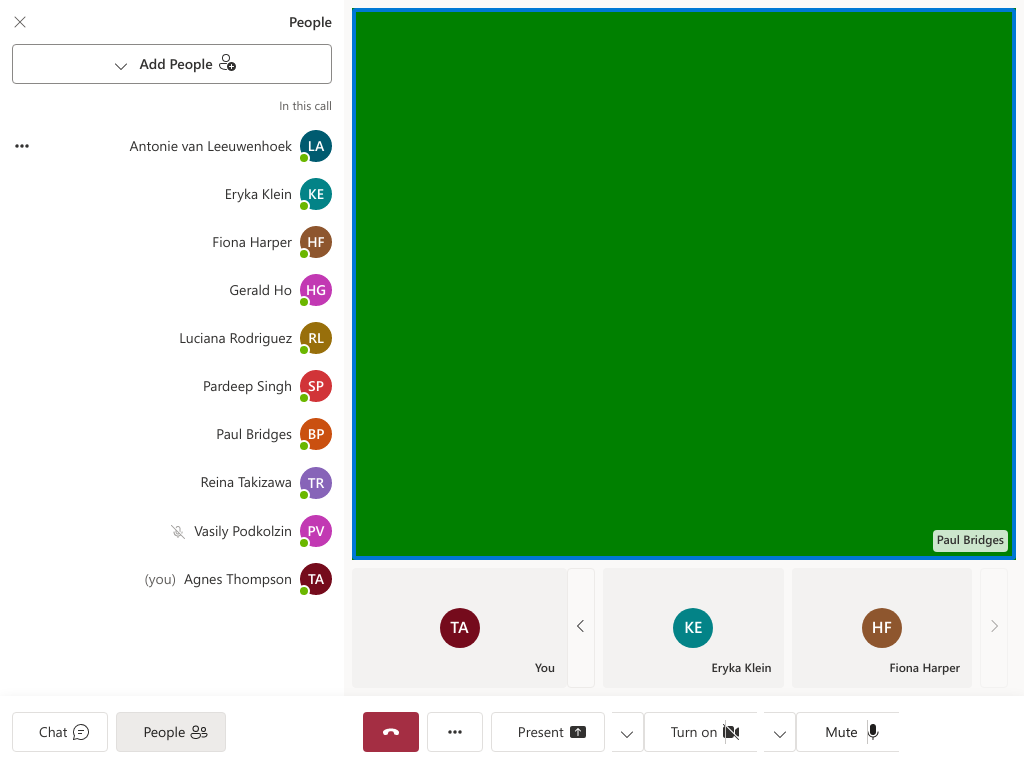 People
Add People
In this call
Antonie van Leeuwenhoek LA
Eryka Klein KE
Fiona Harper HF
Gerald Ho HG
Luciana Rodriguez RL
Pardeep Singh SP
Paul Bridges BP
Reina Takizawa TR
Vasily Podkolzin PV
(you) Agnes Thompson TA
Paul Bridges
TA
You
KE
Eryka Klein
HF
Fiona Harper
Chat
People
Present
Turn on
Mute